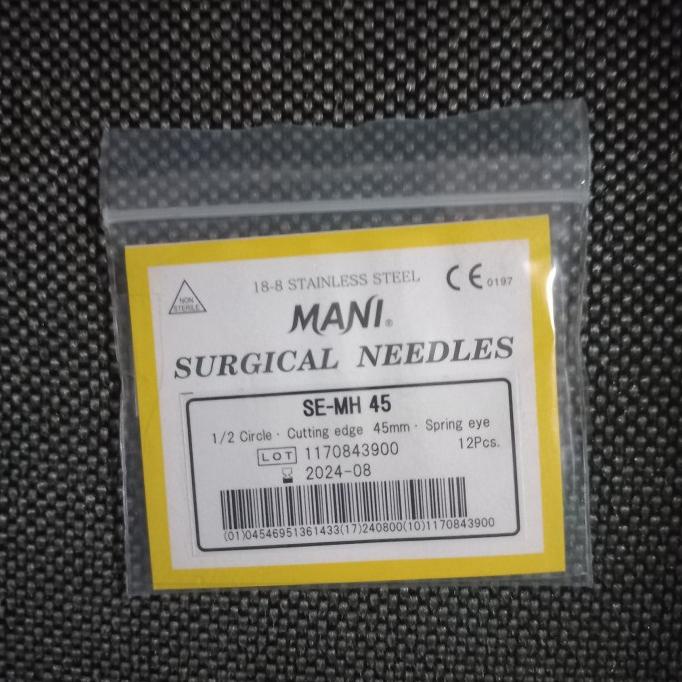 18-8 STAINLESS STEEL
CE 0197
NON
STERILE
MANI®
SURGICAL NEEDLES
SE-MH 45
1/2 Circle · Cutting edge 45mm · Spring eye
12Pcs.
LOT 1170843900
2024-08
(01)04546951361433(17)240800(10)1170843900